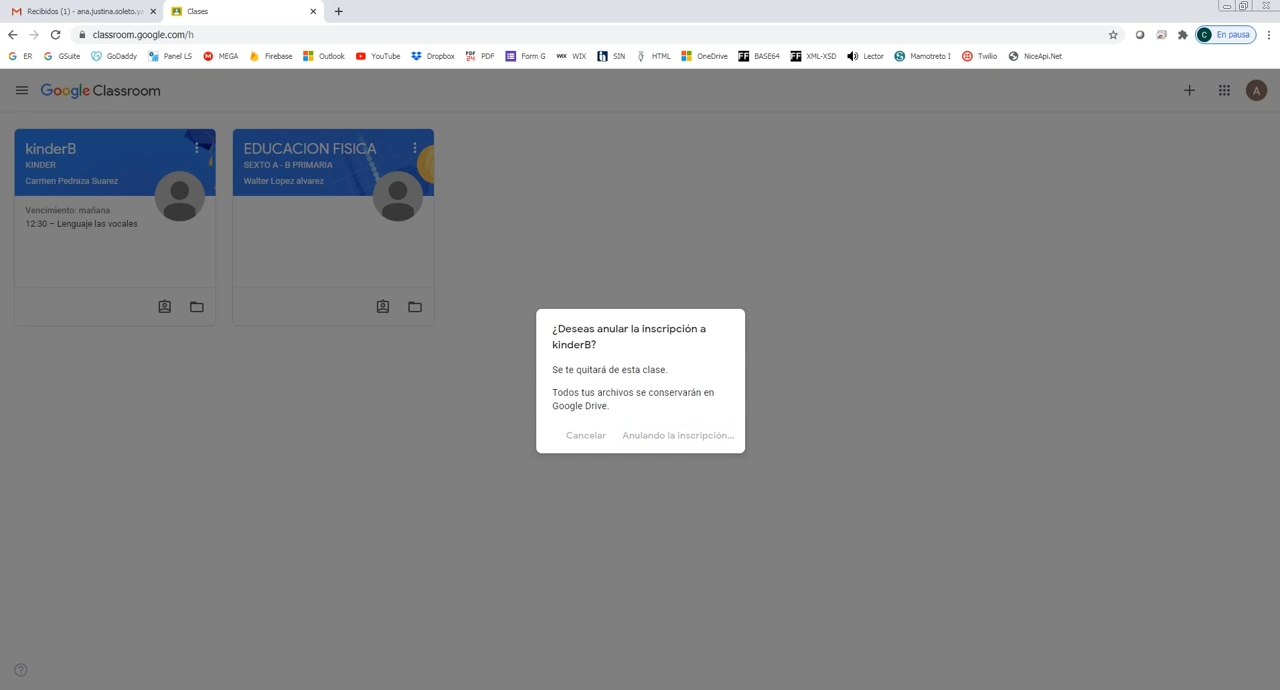 Recibidos (1) - ana.justina.soleto.ya
Clases
classroom.google.com/h
C En pausa
ER GSuite GoDaddy Panel LS MEGA Firebase Outlook YouTube Dropbox PDF Form G WIX WIX SIN HTML OneDrive FF BASE64 FF XML-XSD Lector Mamotreto I Twilio NiceApi.Net
Google Classroom
A
kinderB
KINDER
Carmen Pedraza Suarez
Vencimiento: mañana
12:30 – Lenguaje las vocales
EDUCACION FISICA
SEXTO A - B PRIMARIA
Walter Lopez alvarez
¿Deseas anular la inscripción a
kinderB?
Se te quitará de esta clase.
Todos tus archivos se conservarán en
Google Drive.
Cancelar Anulando la inscripción...